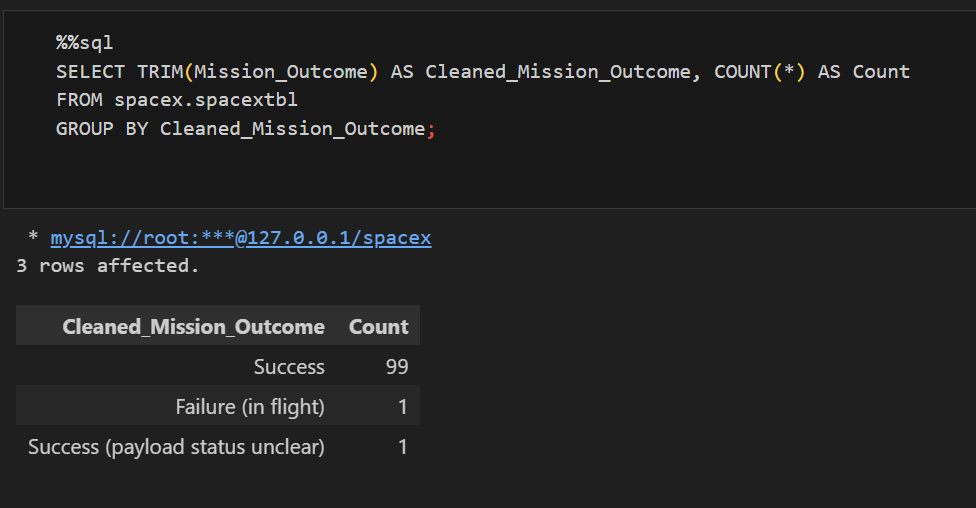 %%sql
SELECT TRIM(Mission_Outcome) AS Cleaned_Mission_Outcome, COUNT(*) AS Count
FROM spacex.spacextbl
GROUP BY Cleaned_Mission_Outcome;
* mysql://root:***@127.0.0.1/spacex
3 rows affected.
Cleaned_Mission_Outcome Count
Success 99
Failure (in flight) 1
Success (payload status unclear) 1